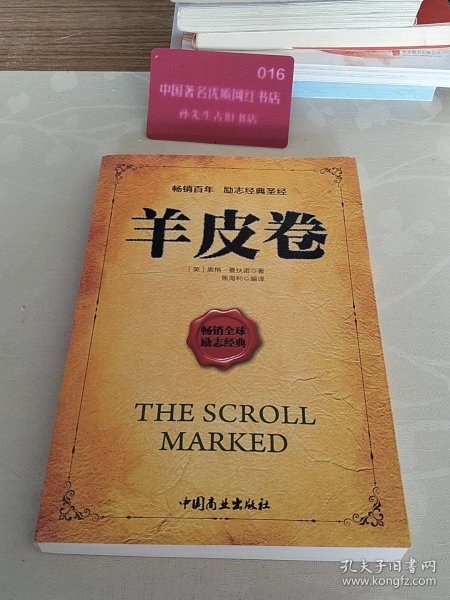 016
中国著名优质网红书店
孙先生古旧书店
畅销百年 励志经典圣经
羊皮卷
[美]奥格·曼狄诺◎著
焦海利◎编译
畅销全球
励志经典
THE SCROLL
MARKED
中国商业出版社
孔夫子旧书网
www.kongfz.com